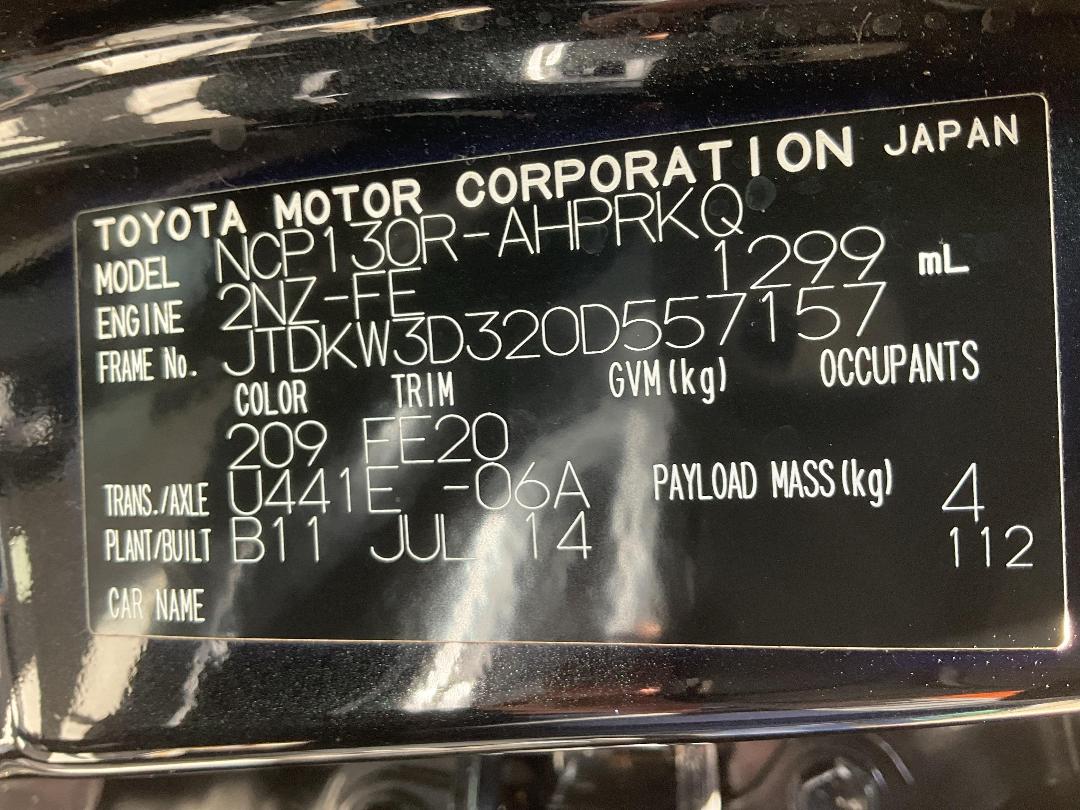 TOYOTA MOTOR CORPORATION JAPAN
MODEL NCP130R-AHPRKQ
ENGINE 2NZ-FE 1299 mL
FRAME No. JTDKW3D320D557157
COLOR TRIM GVM(kg) OCCUPANTS
209 FE20
TRANS./AXLE U441E -06A PAYLOAD MASS(kg) 4
PLANT/BUILT B11 JUL 14 112
CAR NAME